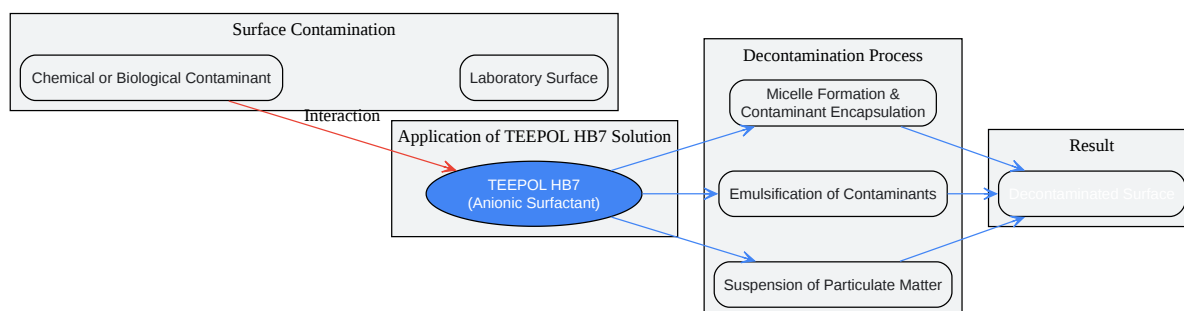 Surface Contamination
Chemical or Biological Contaminant
Laboratory Surface
Interaction
Application of TEEPOL HB7 Solution
TEEPOL HB7
(Anionic Surfactant)
Decontamination Process
Micelle Formation &
Contaminant Encapsulation
Emulsification of Contaminants
Suspension of Particulate Matter
Result
Decontaminated Surface